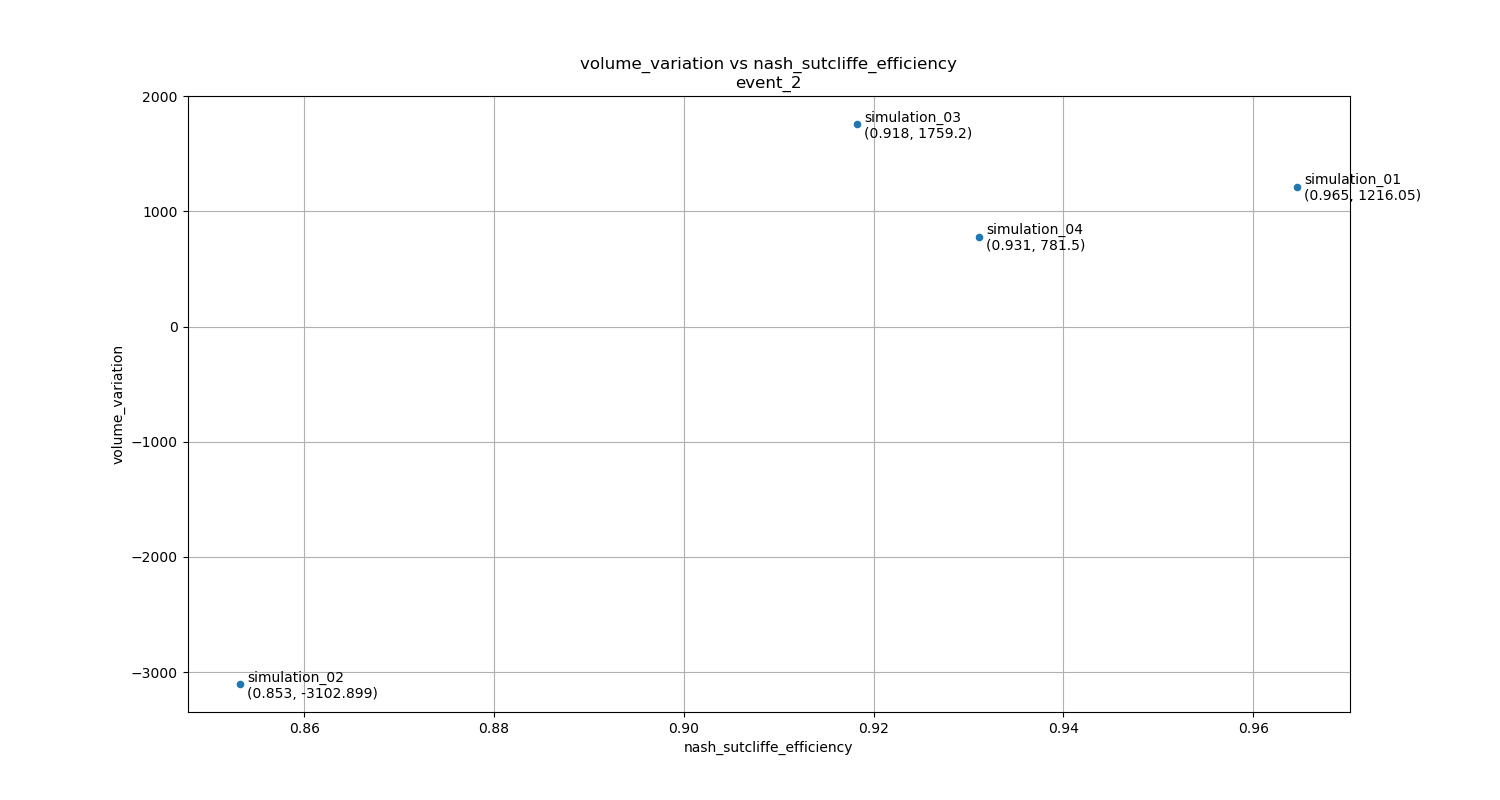 volume_variation vs nash_sutcliffe_efficiency
event_2
2000
simulation_03
(0.918, 1759.2)
simulation_01
(0.965, 1216.05)
1000
simulation_04
(0.931, 781.5)
0
volume_variation
−1000
−2000
−3000
simulation_02
(0.853, -3102.899)
0.86
0.88
0.90
0.92
0.94
0.96
nash_sutcliffe_efficiency